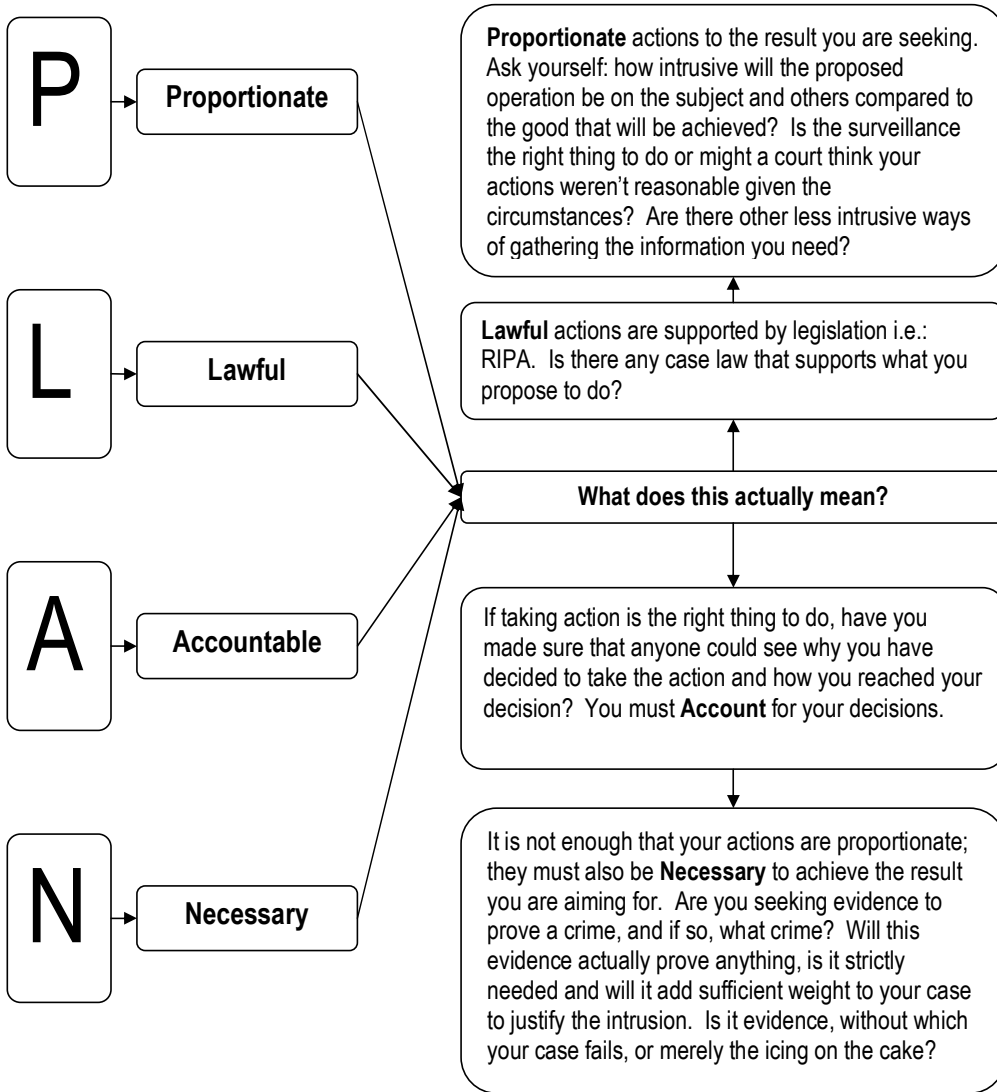 P
Proportionate
Proportionate actions to the result you are seeking.
Ask yourself: how intrusive will the proposed
operation be on the subject and others compared to
the good that will be achieved? Is the surveillance
the right thing to do or might a court think your
actions weren't reasonable given the
circumstances? Are there other less intrusive ways
of gathering the information you need?
L
Lawful
Lawful actions are supported by legislation i.e.:
RIPA. Is there any case law that supports what you
propose to do?
What does this actually mean?
A
Accountable
If taking action is the right thing to do, have you
made sure that anyone could see why you have
decided to take the action and how you reached your
decision? You must Account for your decisions.
N
Necessary
It is not enough that your actions are proportionate;
they must also be Necessary to achieve the result
you are aiming for. Are you seeking evidence to
prove a crime, and if so, what crime? Will this
evidence actually prove anything, is it strictly
needed and will it add sufficient weight to your case
to justify the intrusion. Is it evidence, without which
your case fails, or merely the icing on the cake?